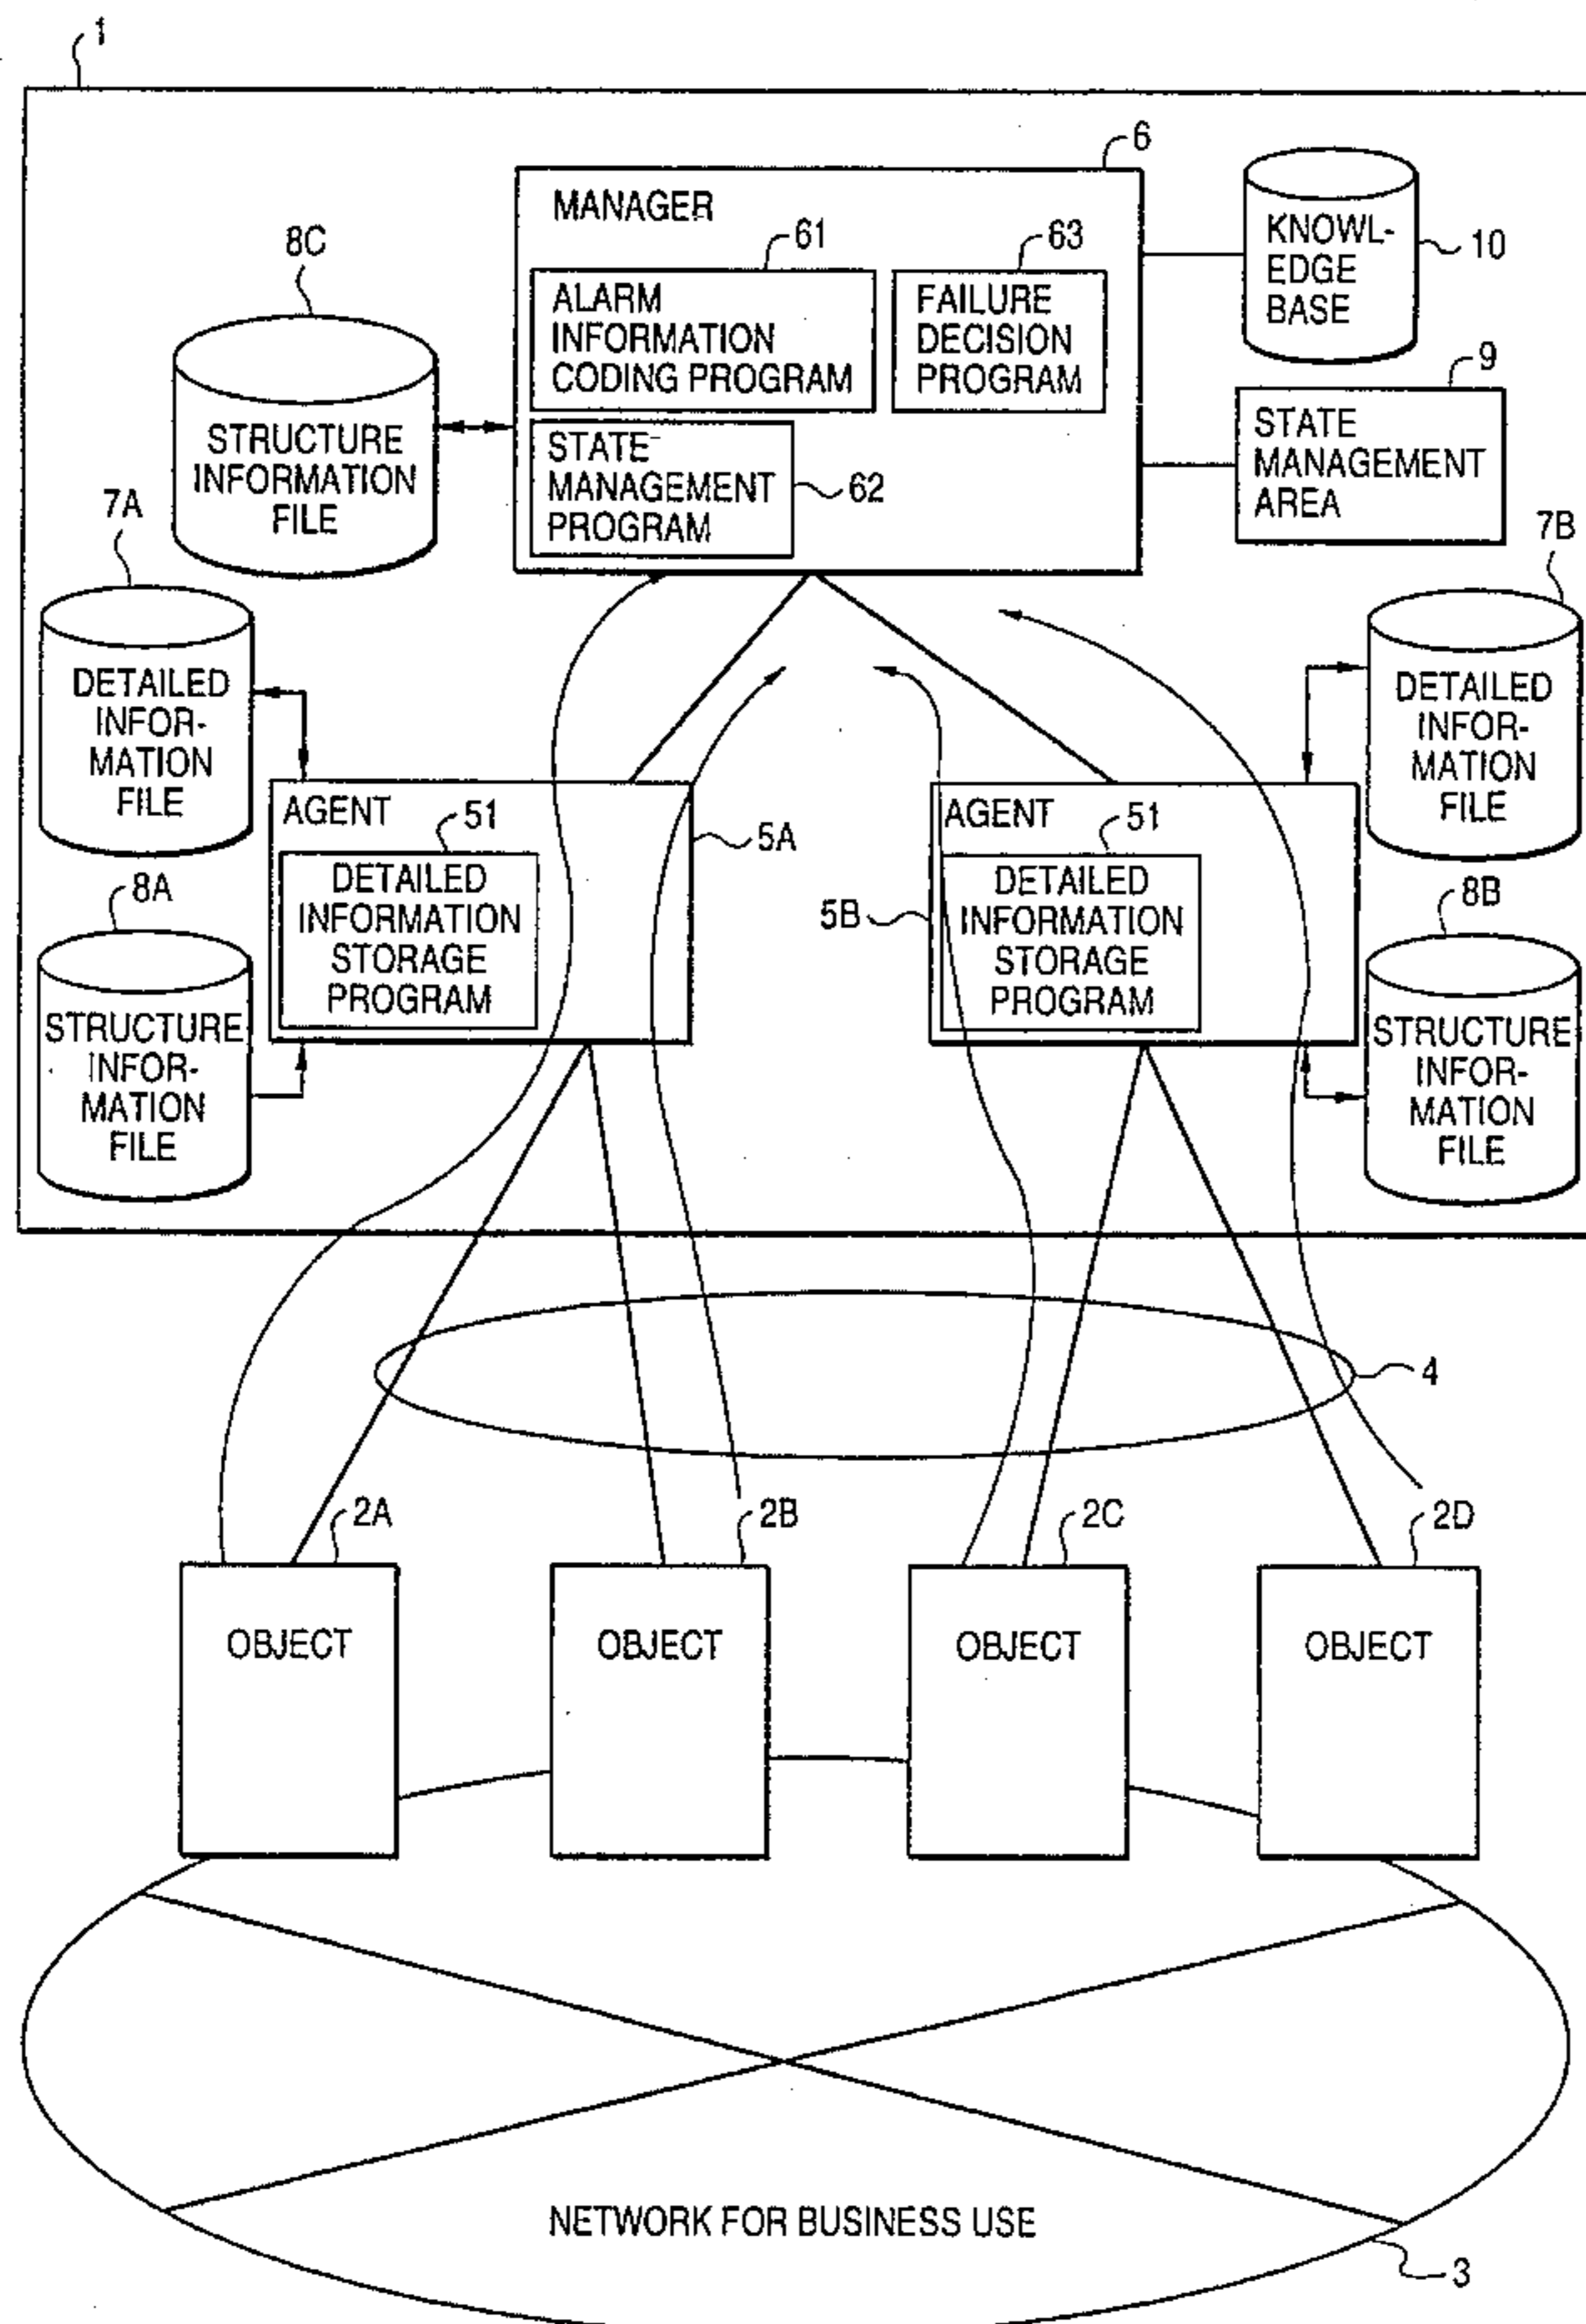 1
6
MANAGER
8C
61
63
KNOWL-
EDGE
BASE
10
ALARM
INFORMATION
CODING PROGRAM
FAILURE
DECISION
PROGRAM
9
STRUCTURE
INFORMATION
FILE
STATE
MANAGEMENT
PROGRAM
62
STATE
MANAGEMENT
AREA
7A
7B
DETAILED
INFOR-
MATION
FILE
DETAILED
INFOR-
MATION
FILE
AGENT
51
5A
AGENT
51
8A
DETAILED
INFORMATION
STORAGE
PROGRAM
5B
DETAILED
INFORMATION
STORAGE
PROGRAM
8B
STRUCTURE
INFOR-
MATION
FILE
STRUCTURE
INFOR-
MATION
FILE
4
2A
2B
2C
2D
OBJECT
OBJECT
OBJECT
OBJECT
NETWORK FOR BUSINESS USE
3